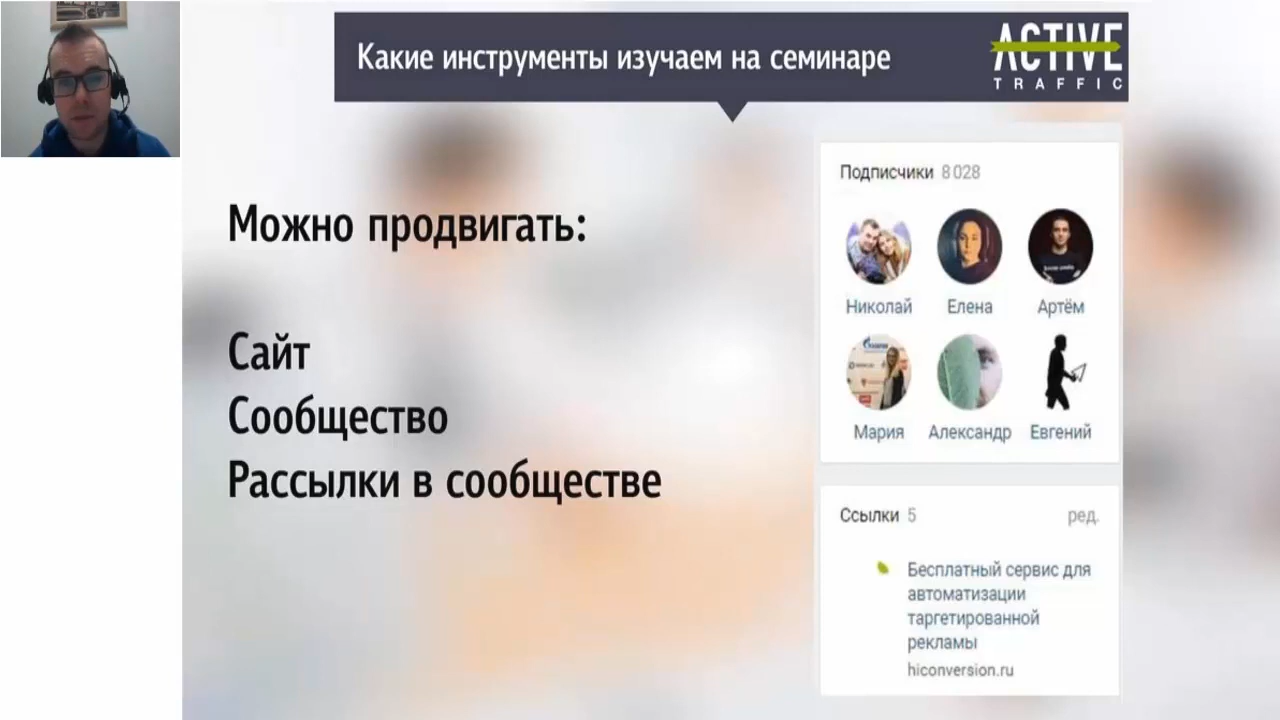 Какие инструменты изучаем на семинаре
ACTIVE
TRAFFIC
Можно продвигать:
Сайт
Сообщество
Рассылки в сообществе
Подписчики 8 028
Николай Елена Артём
Мария Александр Евгений
Ссылки 5 ред.
Бесплатный сервис для
автоматизации
таргетированной
рекламы
hiconversion.ru